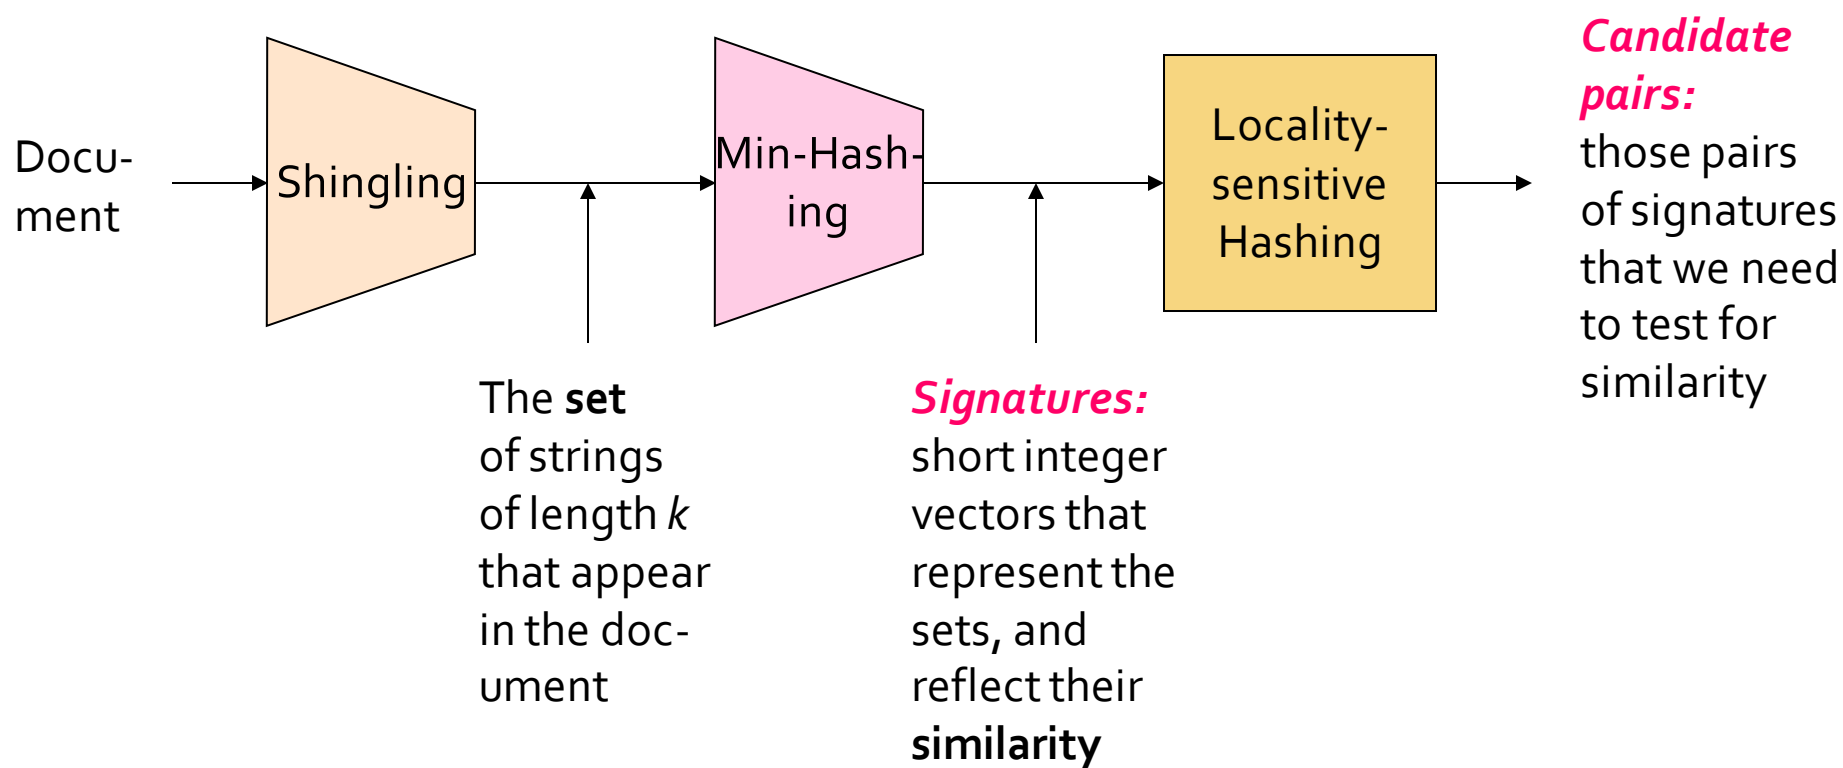 Docu-
ment
Shingling
The set
of strings
of length k
that appear
in the doc-
ument
Min-Hash-
ing
Signatures:
short integer
vectors that
represent the
sets, and
reflect their
similarity
Locality-
sensitive
Hashing
Candidate
pairs:
those pairs
of signatures
that we need
to test for
similarity